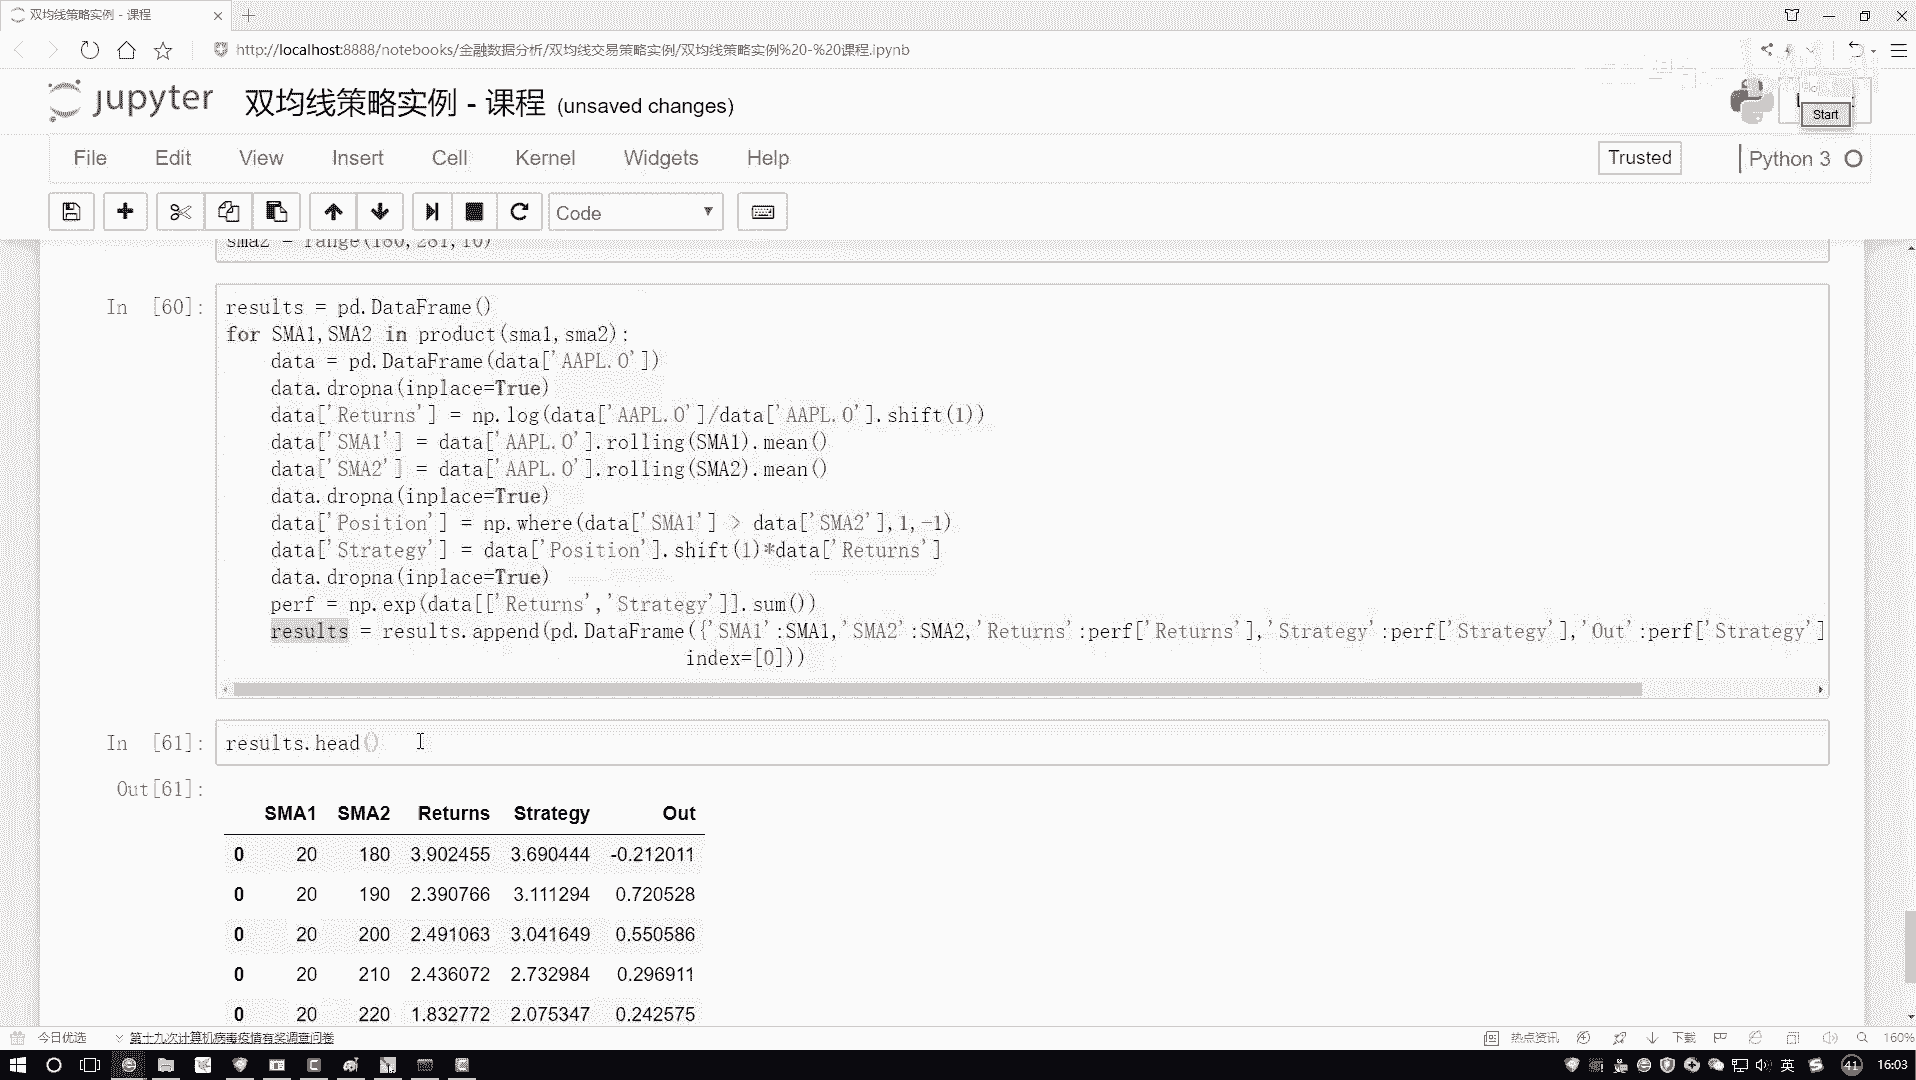 双均线策略实例 - 课程
http://localhost:8888/notebooks/金融数据分析/双均线交易策略实例/双均线策略实例%20-%20课程.ipynb
jupyter 双均线策略实例 - 课程 (unsaved changes)
Start
File Edit View Insert Cell Kernel Widgets Help
Trusted Python 3
Code
sma2 = range(180,281,10)
In [60]:
results = pd.DataFrame()
for SMA1,SMA2 in product(sma1,sma2):
data = pd.DataFrame(data['AAPL.O'])
data.dropna(inplace=True)
data['Returns'] = np.log(data['AAPL.O']/data['AAPL.O'].shift(1))
data['SMA1'] = data['AAPL.O'].rolling(SMA1).mean()
data['SMA2'] = data['AAPL.O'].rolling(SMA2).mean()
data.dropna(inplace=True)
data['Position'] = np.where(data['SMA1'] > data['SMA2'],1,-1)
data['Strategy'] = data['Position'].shift(1)*data['Returns']
data.dropna(inplace=True)
perf = np.exp(data[['Returns','Strategy']].sum())
results = results.append(pd.DataFrame({'SMA1':SMA1,'SMA2':SMA2,'Returns':perf['Returns'],'Strategy':perf['Strategy'],'Out':perf['Strategy']
index=[0]))
In [61]: results.head()
Out[61]:
SMA1 SMA2 Returns Strategy Out
0 20 180 3.902455 3.690444 -0.212011
0 20 190 2.390766 3.111294 0.720528
0 20 200 2.491063 3.041649 0.550586
0 20 210 2.436072 2.732984 0.296911
0 20 220 1.832772 2.075347 0.242575
今日优选 第十九次计算机病毒疫情有奖调查问卷 热点资讯 下载 160%
英 41 16:03